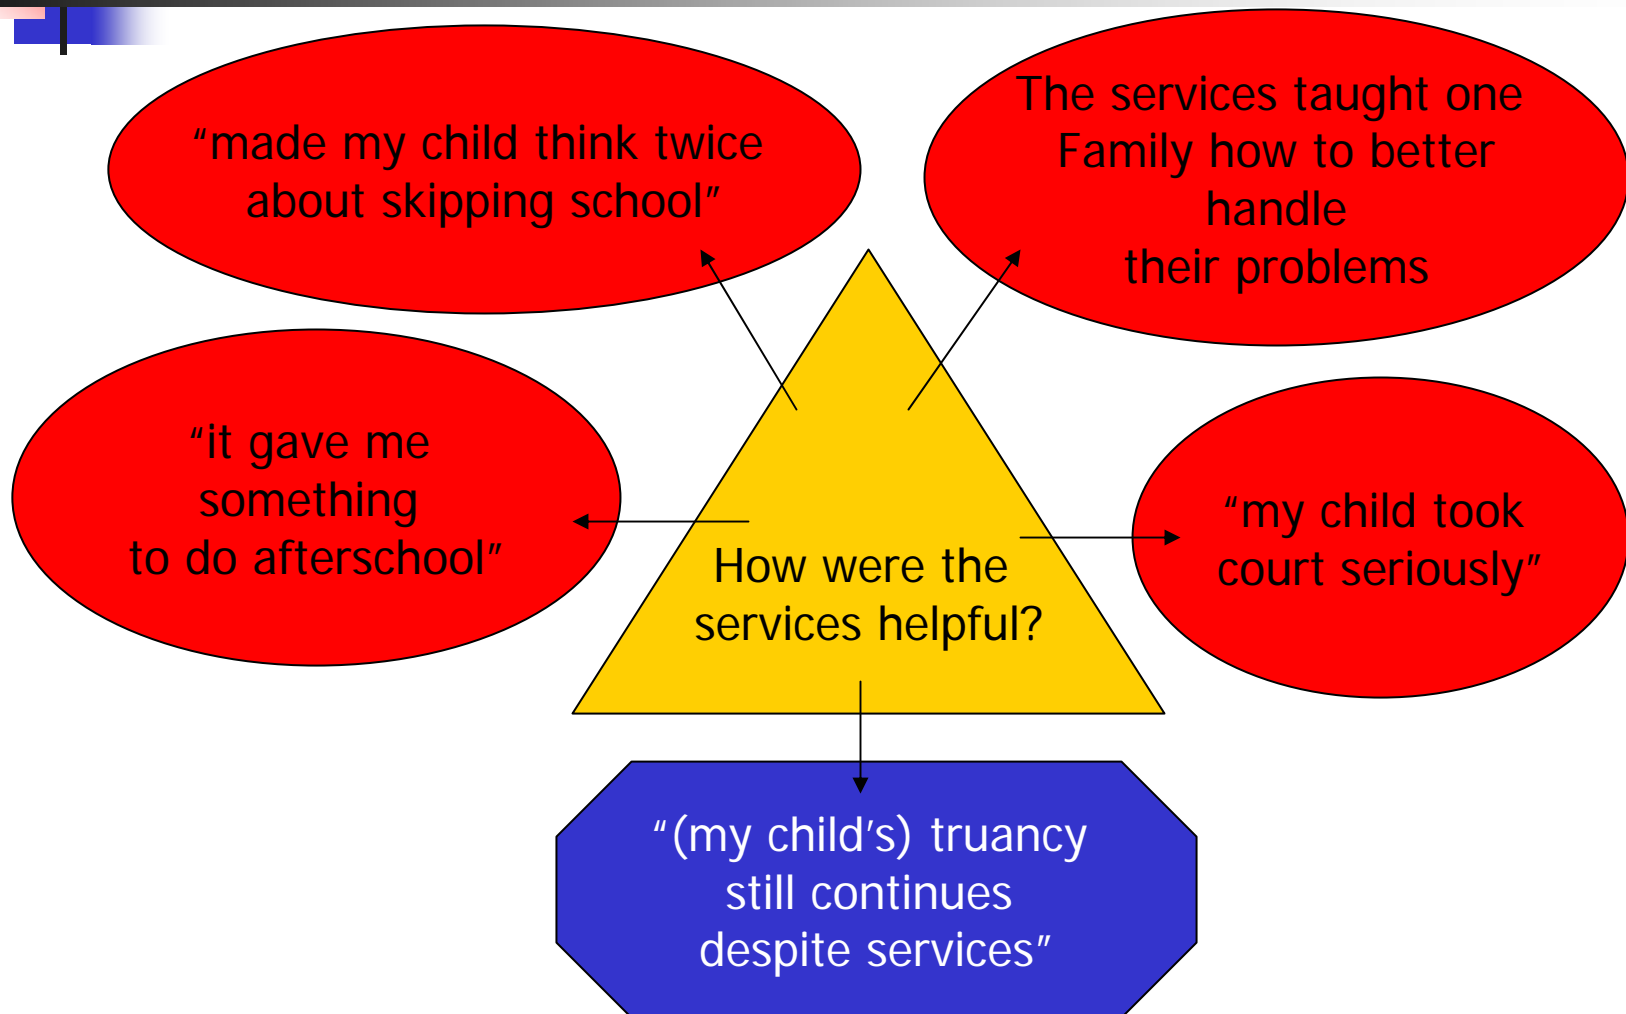 “made my child think twice
about skipping school”
The services taught one
Family how to better
handle
their problems
“it gave me
something
to do afterschool”
How were the
services helpful?
“my child took
court seriously”
“(my child’s) truancy
still continues
despite services”